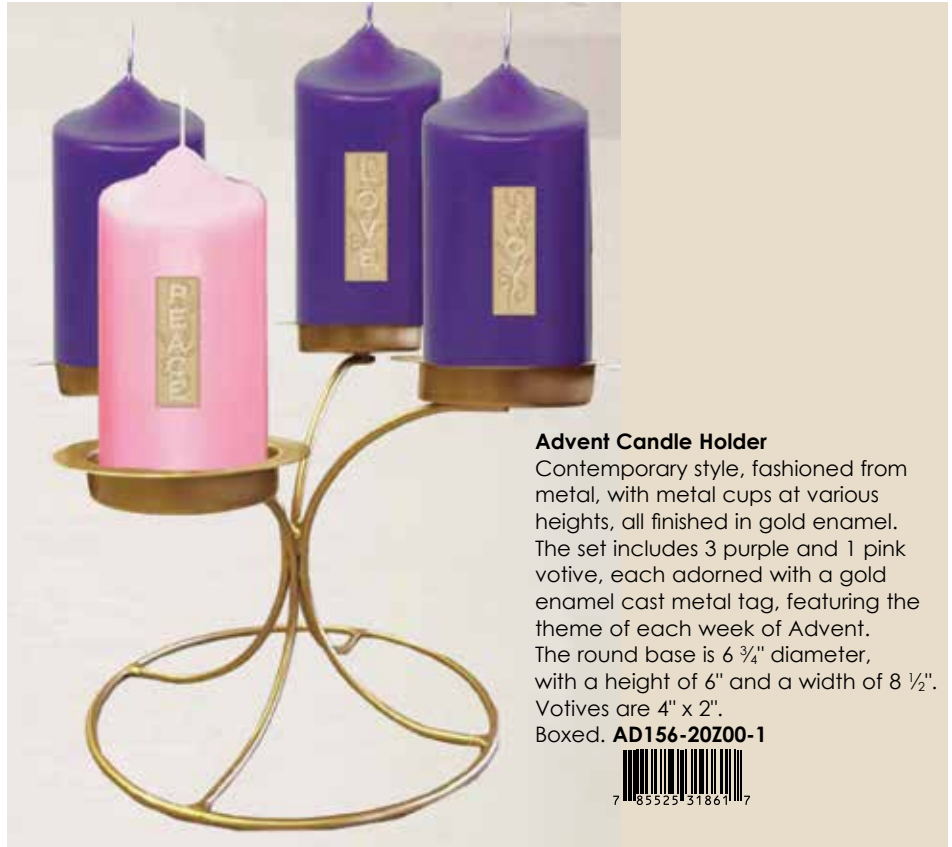 LOVE
JOY
PEACE
Advent Candle Holder
Contemporary style, fashioned from
metal, with metal cups at various
heights, all finished in gold enamel.
The set includes 3 purple and 1 pink
votive, each adorned with a gold
enamel cast metal tag, featuring the
theme of each week of Advent.
The round base is 6 ¾" diameter,
with a height of 6" and a width of 8 ½".
Votives are 4" x 2".
Boxed. AD156-20Z00-1
7 85525 31861 7